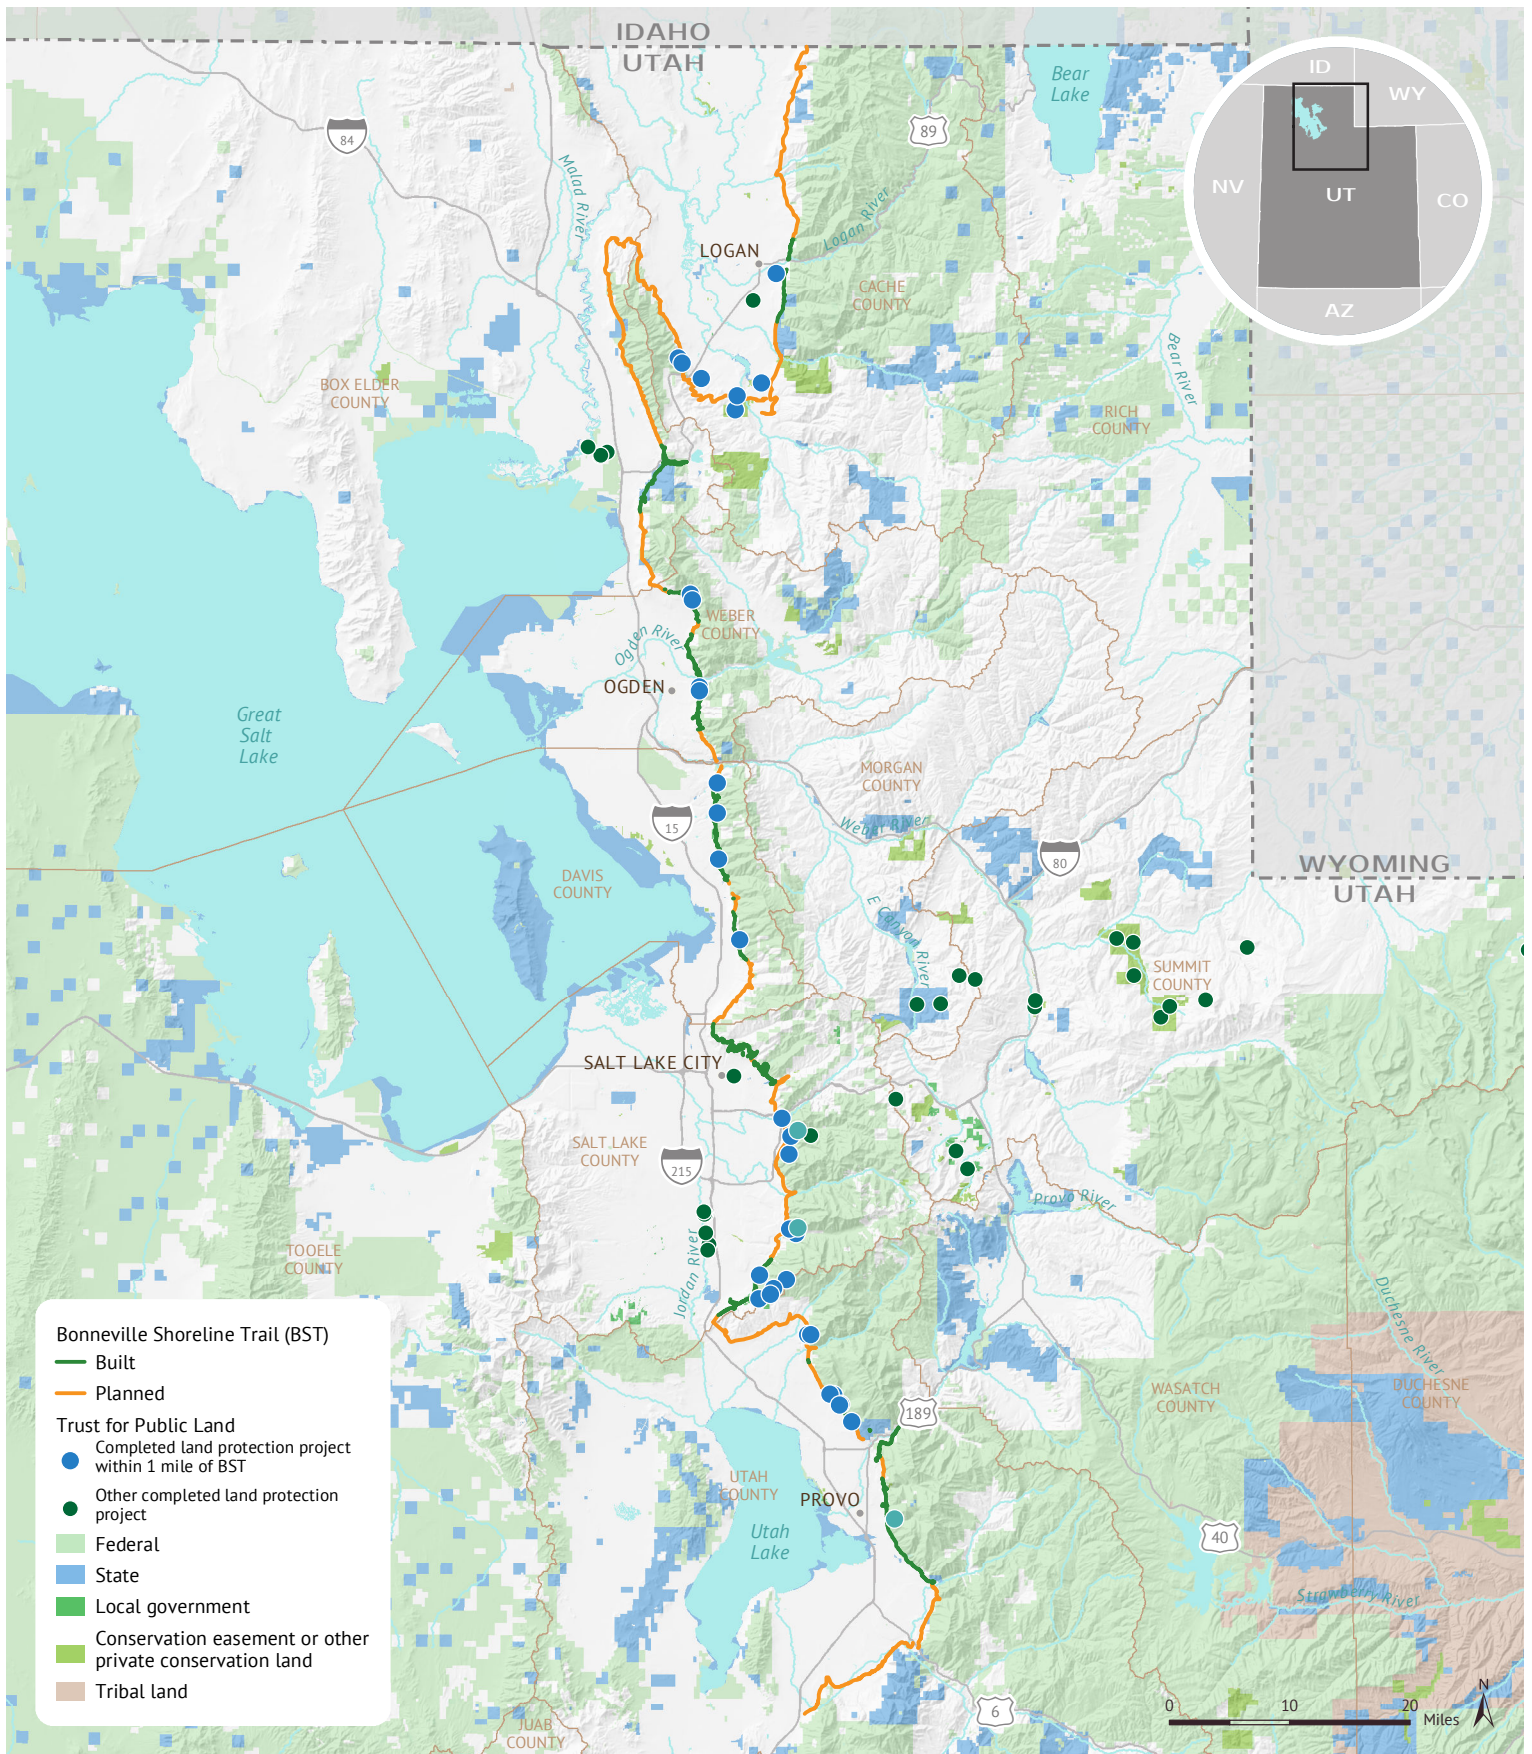 IDAHO
UTAH
Bear
Lake
ID
WY
NV
UT
CO
AZ
84
89
Malad River
Logan River
LOGAN
CACHE
COUNTY
Bear River
BOX ELDER
COUNTY
RICH
COUNTY
WEBER
COUNTY
Ogden River
OGDEN
Great
Salt
Lake
MORGAN
COUNTY
15
Weber River
80
WYOMING
UTAH
DAVIS
COUNTY
E Canyon River
SUMMIT
COUNTY
SALT LAKE CITY
SALT LAKE
COUNTY
215
Provo River
Jordan River
TOOELE
COUNTY
Duchesne River
WASATCH
COUNTY
DUCHESNE
COUNTY
189
UTAH
COUNTY
PROVO
Utah
Lake
40
Strawberry River
6
JUAB
COUNTY
Bonneville Shoreline Trail (BST)
Built
Planned
Trust for Public Land
Completed land protection project
within 1 mile of BST
Other completed land protection
project
Federal
State
Local government
Conservation easement or other
private conservation land
Tribal land
0 10 20
Miles
N